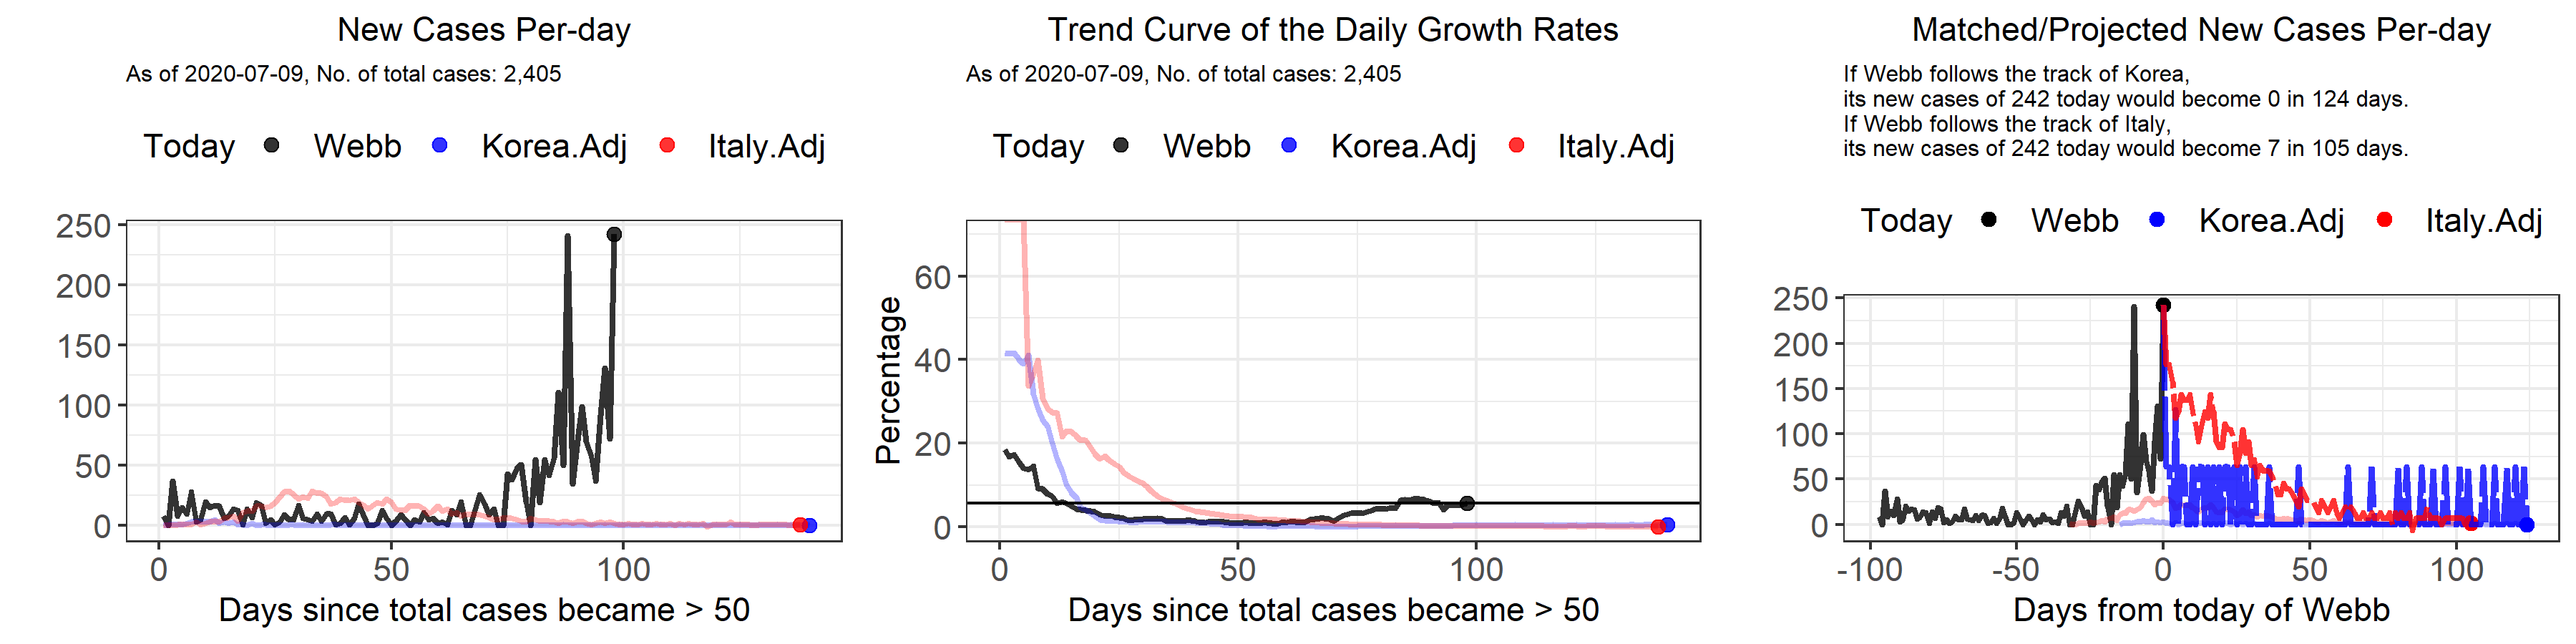 New Cases Per-day
As of 2020-07-09, No. of total cases: 2,405
Today Webb Korea.Adj Italy.Adj
250
200
150
100
50
0
0 50 100
Days since total cases became > 50
Trend Curve of the Daily Growth Rates
As of 2020-07-09, No. of total cases: 2,405
Today Webb Korea.Adj Italy.Adj
Percentage
60
40
20
0
0 50 100
Days since total cases became > 50
Matched/Projected New Cases Per-day
If Webb follows the track of Korea,
its new cases of 242 today would become 0 in 124 days.
If Webb follows the track of Italy,
its new cases of 242 today would become 7 in 105 days.
Today Webb Korea.Adj Italy.Adj
250
200
150
100
50
0
-100 -50 0 50 100
Days from today of Webb